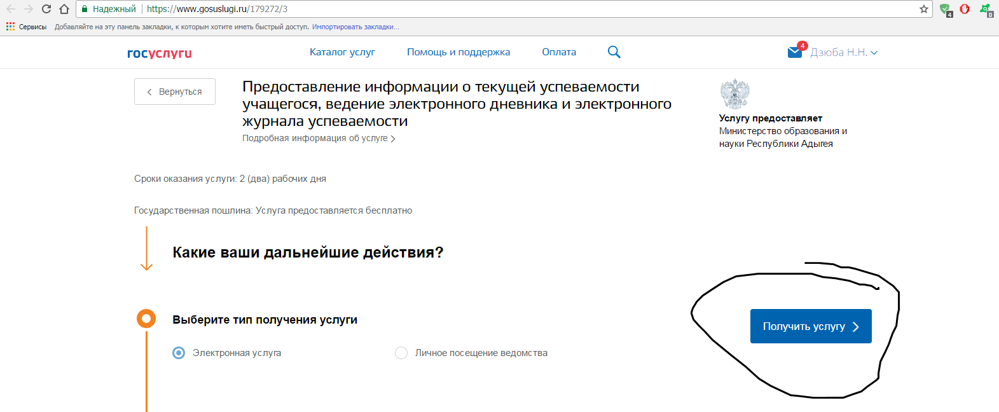 Надежный
https://www.gosuslugi.ru/179272/3
4
0
Сервисы
Добавляйте на эту панель закладки, к которым хотите иметь быстрый доступ. Импортировать закладки...
госуслуги
Каталог услуг
Помощь и поддержка
Оплата
4
Дзюба Н.Н.
Вернуться
Предоставление информации о текущей успеваемости
учащегося, ведение электронного дневника и электронного
журнала успеваемости
Подробная информация об услуге
Услугу предоставляет
Министерство образования и
науки Республики Адыгея
Сроки оказания услуги: 2 (два) рабочих дня
Государственная пошлина: Услуга предоставляется бесплатно
Какие ваши дальнейшие действия?
Выберите тип получения услуги
Электронная услуга
Личное посещение ведомства
Получить услугу